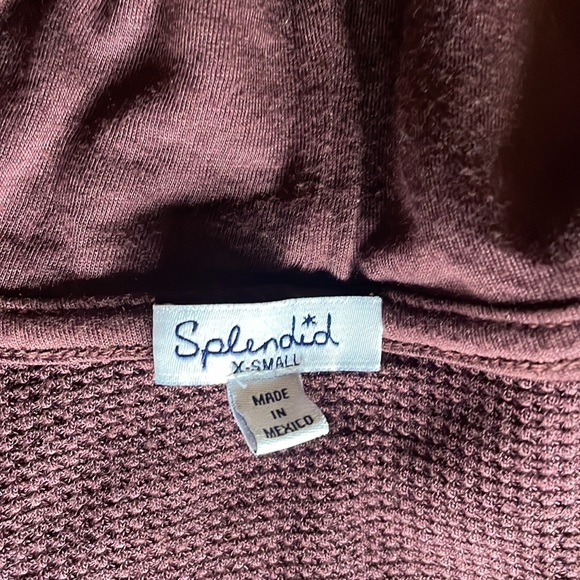 Splendid
X-SMALL
MADE
IN
MEXICO